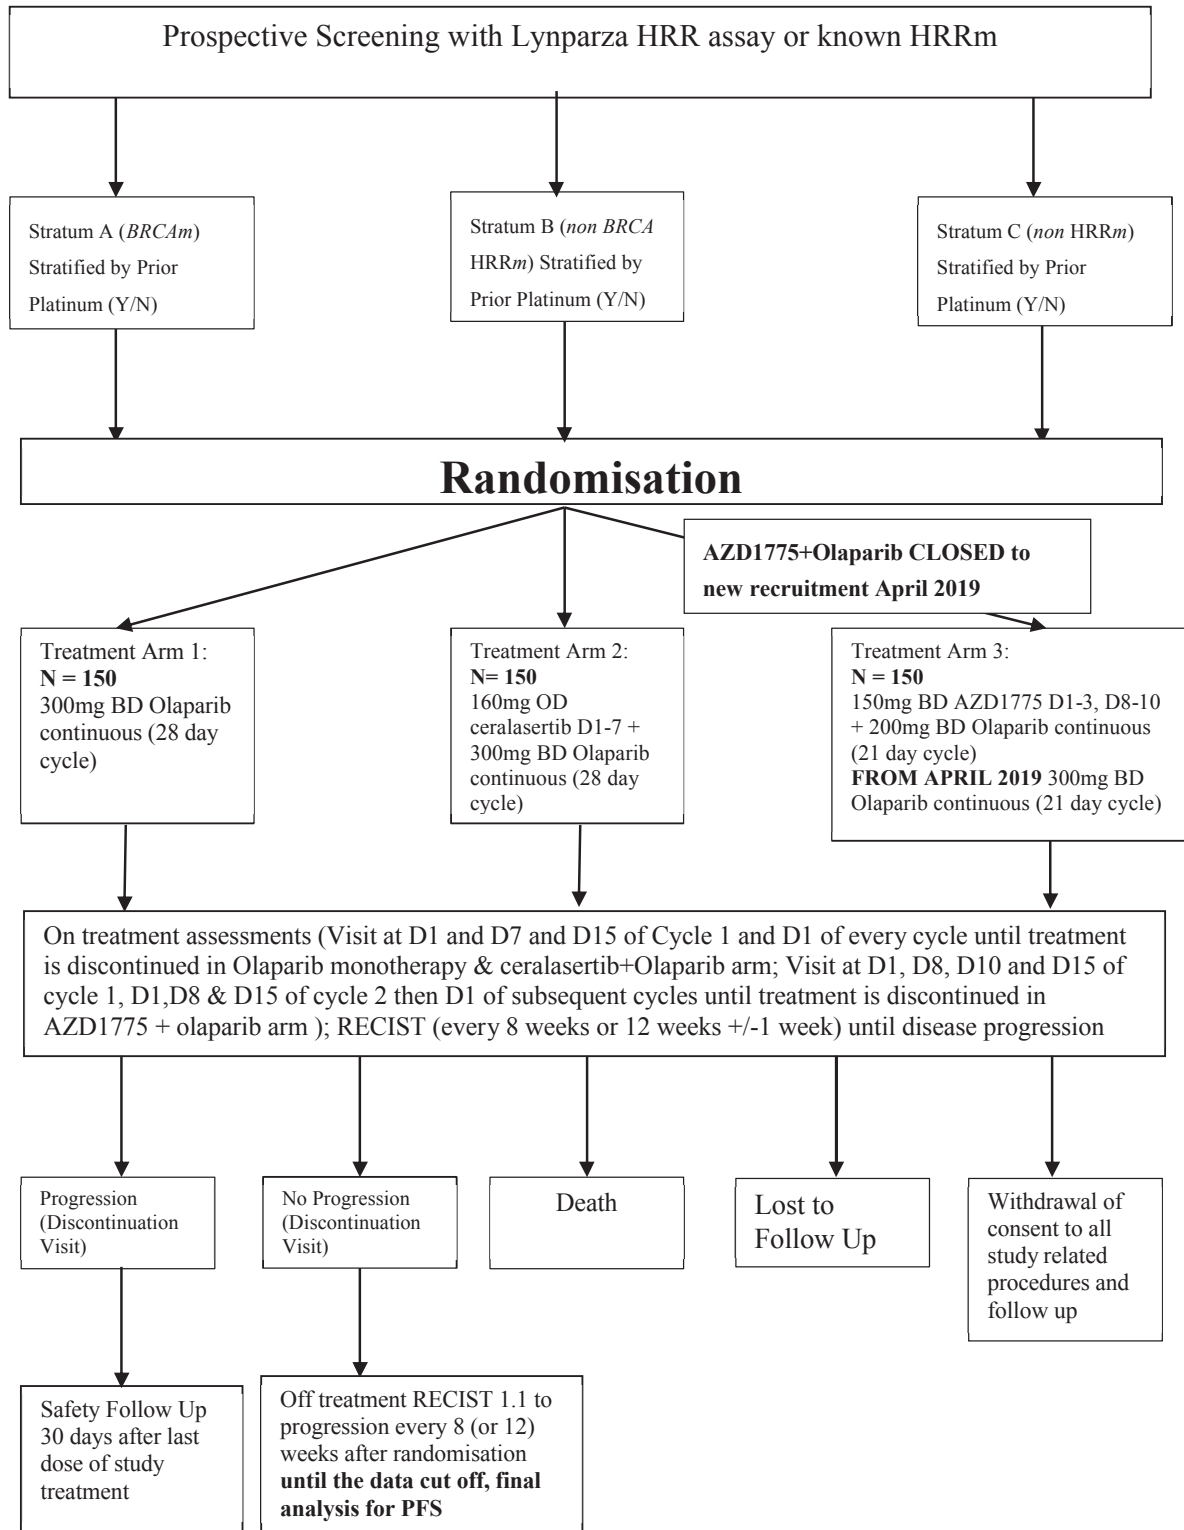 Prospective Screening with Lynparza HRR assay or known HRRm
Stratum A (BRCAm)
Stratified by Prior
Platinum (Y/N)
Stratum B (non BRCA
HRRm) Stratified by
Prior Platinum (Y/N)
Stratum C (non HRRm)
Stratified by Prior
Platinum (Y/N)
Randomisation
AZD1775+Olaparib CLOSED to
new recruitment April 2019
Treatment Arm 1:
N = 150
300mg BD Olaparib
continuous (28 day
cycle)
Treatment Arm 2:
N= 150
160mg OD
ceralasertib D1-7 +
300mg BD Olaparib
continuous (28 day
cycle)
Treatment Arm 3:
N = 150
150mg BD AZD1775 D1-3, D8-10
+ 200mg BD Olaparib continuous
(21 day cycle)
FROM APRIL 2019 300mg BD
Olaparib continuous (21 day cycle)
On treatment assessments (Visit at D1 and D7 and D15 of Cycle 1 and D1 of every cycle until treatment
is discontinued in Olaparib monotherapy & ceralasertib+Olaparib arm; Visit at D1, D8, D10 and D15 of
cycle 1, D1,D8 & D15 of cycle 2 then D1 of subsequent cycles until treatment is discontinued in
AZD1775 + olaparib arm ); RECIST (every 8 weeks or 12 weeks +/-1 week) until disease progression
Progression
(Discontinuation
Visit)
No Progression
(Discontinuation
Visit)
Death
Lost to
Follow Up
Withdrawal of
consent to all
study related
procedures and
follow up
Safety Follow Up
30 days after last
dose of study
treatment
Off treatment RECIST 1.1 to
progression every 8 (or 12)
weeks after randomisation
until the data cut off, final
analysis for PFS